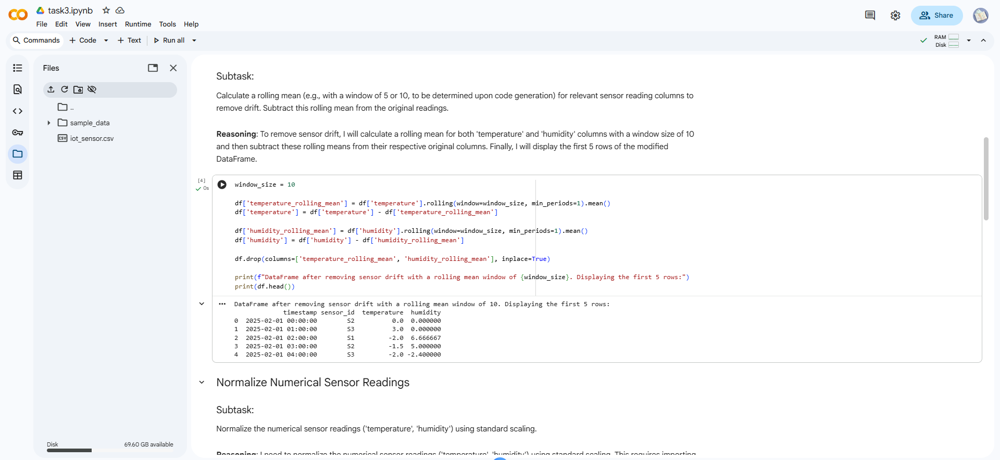 task3.ipynb
File Edit View Insert Runtime Tools Help
Share
Commands + Code + Text Run all
RAM
Disk
Files
..
sample_data
CSV iot_sensor.csv
Disk 69.60 GB available
Subtask:
Calculate a rolling mean (e.g., with a window of 5 or 10, to be determined upon code generation) for relevant sensor reading columns to
remove drift. Subtract this rolling mean from the original readings.
Reasoning: To remove sensor drift, I will calculate a rolling mean for both 'temperature' and 'humidity' columns with a window size of 10
and then subtract these rolling means from their respective original columns. Finally, I will display the first 5 rows of the modified
DataFrame.
[4]
0s
window_size = 10
df['temperature_rolling_mean'] = df['temperature'].rolling(window=window_size, min_periods=1).mean()
df['temperature'] = df['temperature'] - df['temperature_rolling_mean']
df['humidity_rolling_mean'] = df['humidity'].rolling(window=window_size, min_periods=1).mean()
df['humidity'] = df['humidity'] - df['humidity_rolling_mean']
df.drop(columns=['temperature_rolling_mean', 'humidity_rolling_mean'], inplace=True)
print(f"DataFrame after removing sensor drift with a rolling mean window of {window_size}. Displaying the first 5 rows:")
print(df.head())
DataFrame after removing sensor drift with a rolling mean window of 10. Displaying the first 5 rows:
timestamp sensor_id temperature humidity
0 2025-02-01 00:00:00 S2 0.0 0.000000
1 2025-02-01 01:00:00 S3 3.0 0.000000
2 2025-02-01 02:00:00 S1 -2.0 6.666667
3 2025-02-01 03:00:00 S2 -1.5 5.000000
4 2025-02-01 04:00:00 S3 -2.0 -2.400000
Normalize Numerical Sensor Readings
Subtask:
Normalize the numerical sensor readings ('temperature', 'humidity') using standard scaling.
Reasoning: I need to normalize the numerical sensor readings ('temperature', 'humidity') using standard scaling. This requires importing